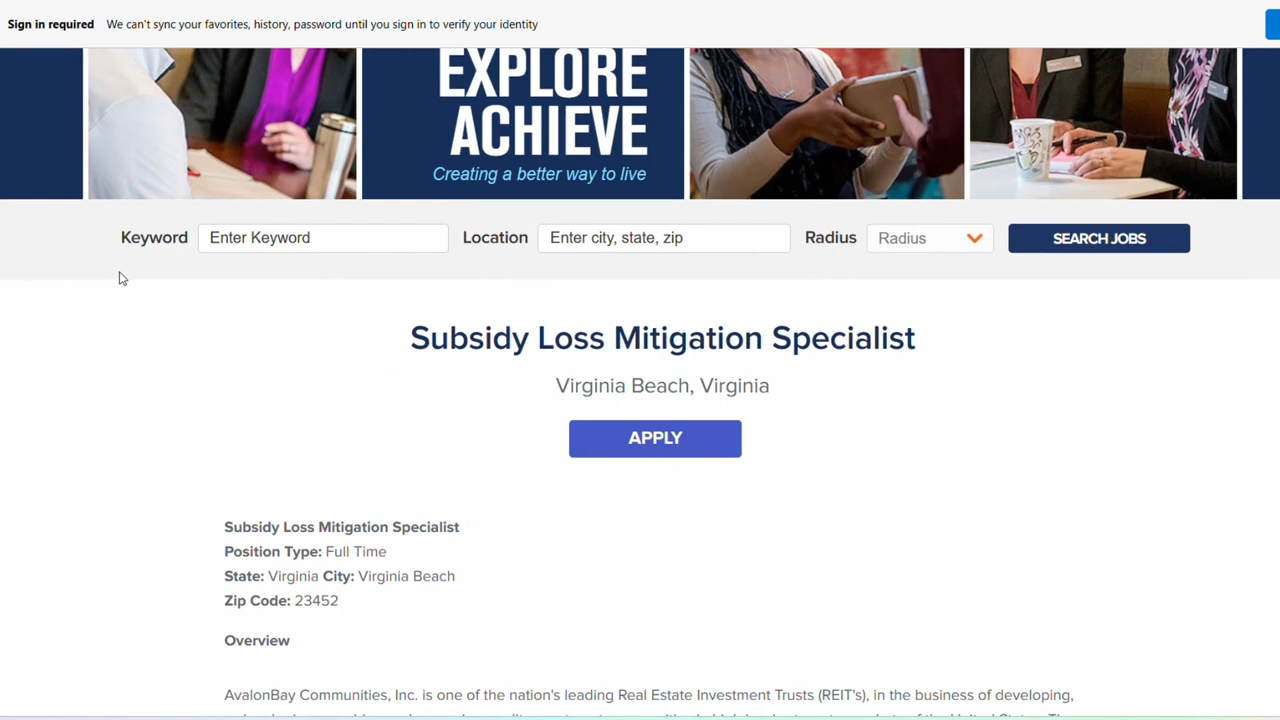 Sign in required We can't sync your favorites, history, password until you sign in to verify your identity
EXPLORE
ACHIEVE
Creating a better way to live
Keyword Enter Keyword Location Enter city, state, zip Radius Radius SEARCH JOBS
Subsidy Loss Mitigation Specialist
Virginia Beach, Virginia
APPLY
Subsidy Loss Mitigation Specialist
Position Type: Full Time
State: Virginia City: Virginia Beach
Zip Code: 23452
Overview
AvalonBay Communities, Inc. is one of the nation's leading Real Estate Investment Trusts (REIT's), in the business of developing,